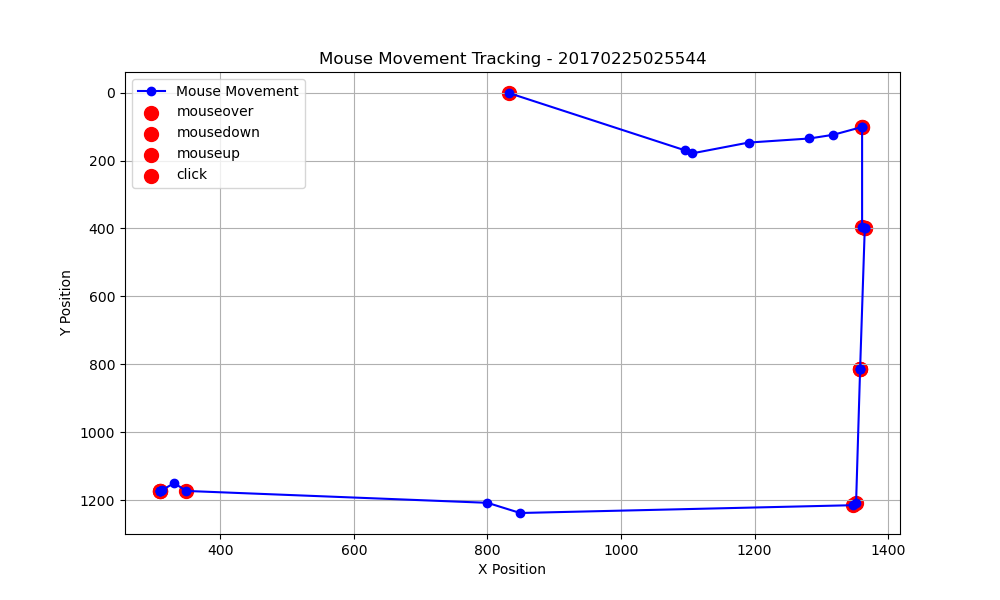 Mouse Movement Tracking - 20170225025544
Mouse Movement
mouseover
mousedown
mouseup
click
0
200
400
600
800
1000
1200
Y Position
400
600
800
1000
1200
1400
X Position